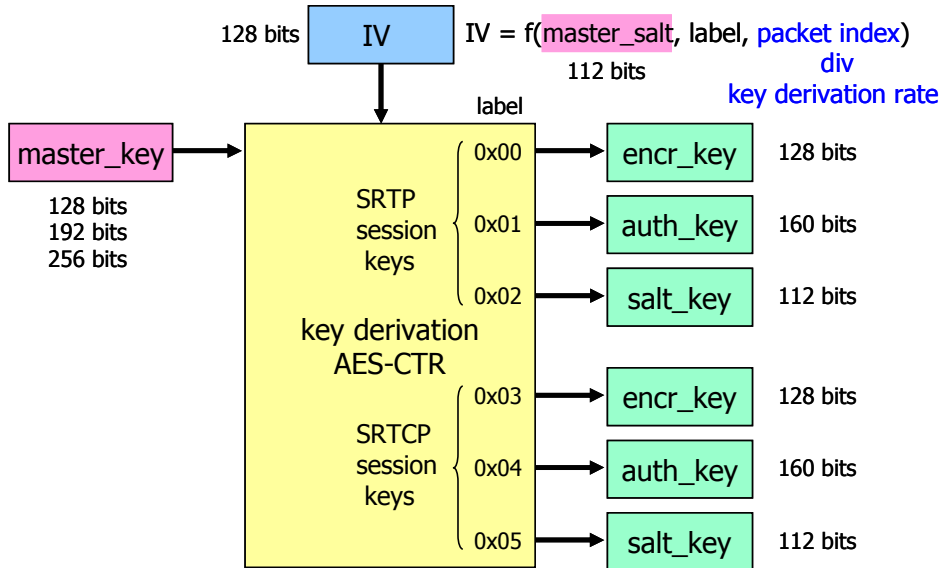 128 bits
IV
IV = f(master_salt, label, packet index)
112 bits
div
key derivation rate
label
master_key
128 bits
192 bits
256 bits
SRTP
session
keys
0x00
encr_key
128 bits
0x01
auth_key
160 bits
0x02
salt_key
112 bits
key derivation
AES-CTR
SRTCP
session
keys
0x03
encr_key
128 bits
0x04
auth_key
160 bits
0x05
salt_key
112 bits